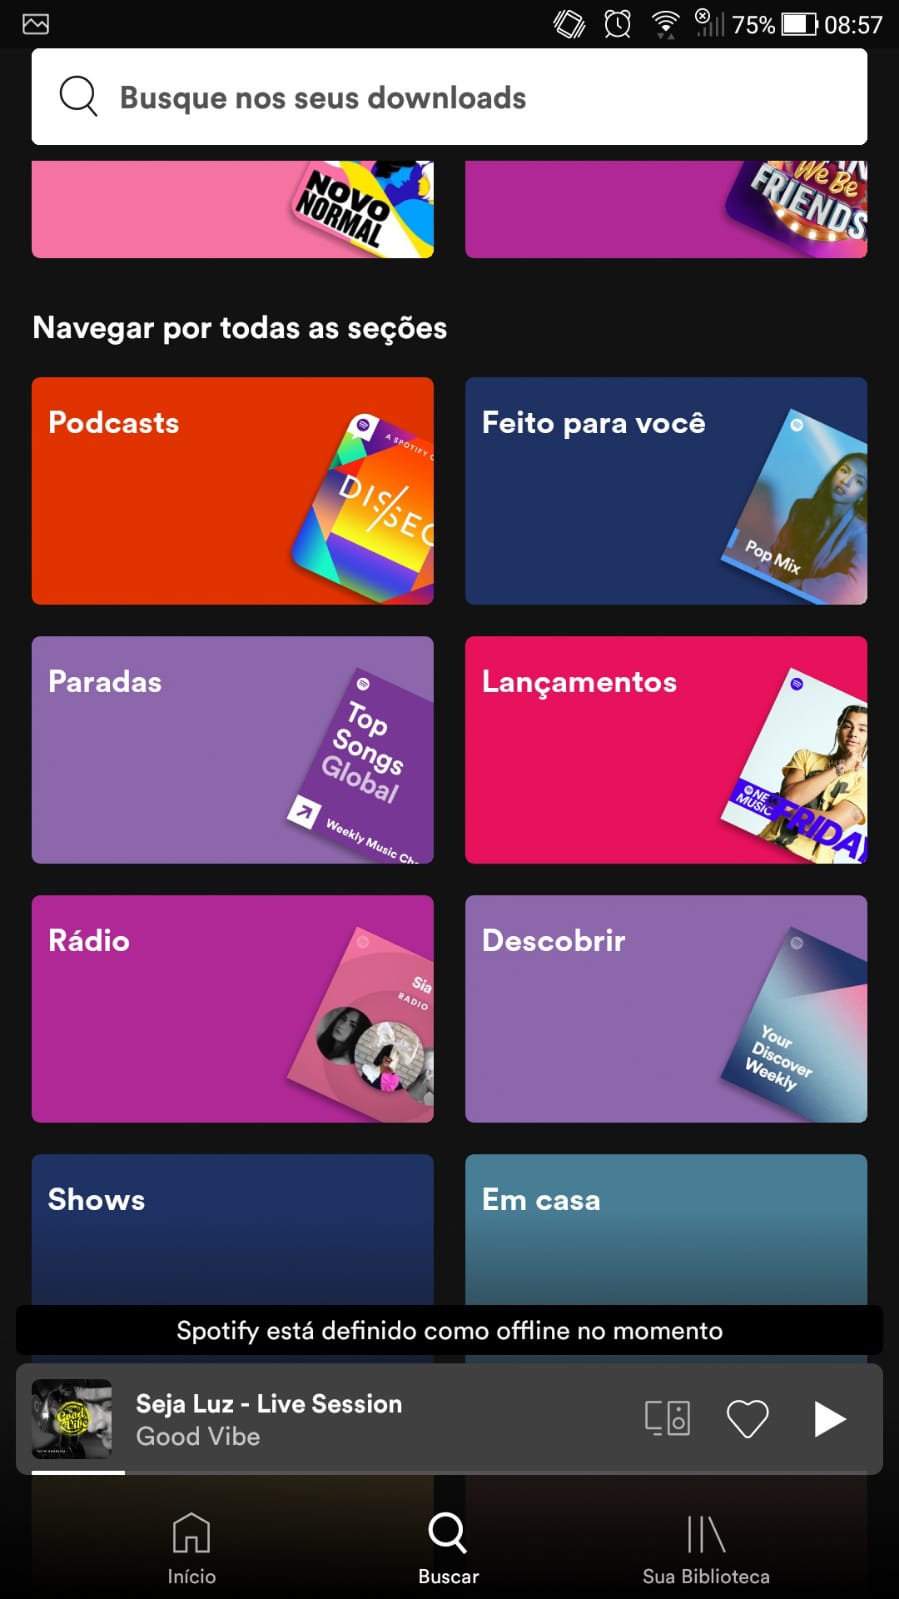 75% 08:57
Busque nos seus downloads
NOVO
NORMAL
We Be
FRIENDS
Navegar por todas as seções
Podcasts
A SPOTIFY
Feito para você
Pop Mix
Paradas
Top
Songs
Global
Weekly Music Ch
Lançamentos
NE
MUSIC
FRIDAY
Rádio
Sia
RADIO
Descobrir
Your
Discover
Weekly
Shows
Em casa
Spotify está definido como offline no momento
Good
Vibe
Seja Luz - Live Session
Good Vibe
Início
Buscar
Sua Biblioteca